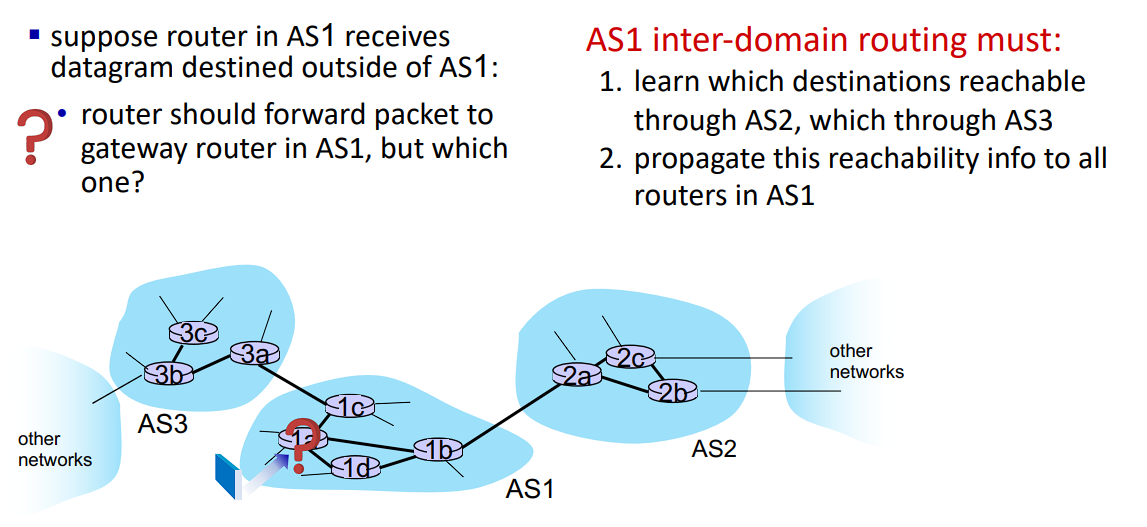 suppose router in AS1 receives
datagram destined outside of AS1:
router should forward packet to
gateway router in AS1, but which
one?
?
AS1 inter-domain routing must:
1. learn which destinations reachable
through AS2, which through AS3
2. propagate this reachability info to all
routers in AS1
3c
3a
3b
AS3
other
networks
1c
1a
?
1d
1b
AS1
2c
2a
2b
AS2
other
networks